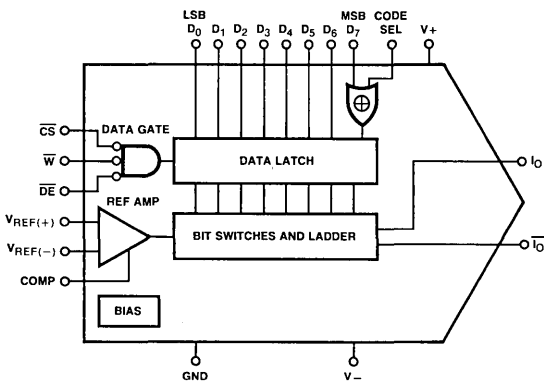 LSB MSB CODE
D0 D1 D2 D3 D4 D5 D6 D7 SEL V+
CS DATA GATE
W
DATA LATCH
IO
DE
REF AMP
VREF(+)
BIT SWITCHES AND LADDER
VREF(−)
IO
COMP
BIAS
GND V−